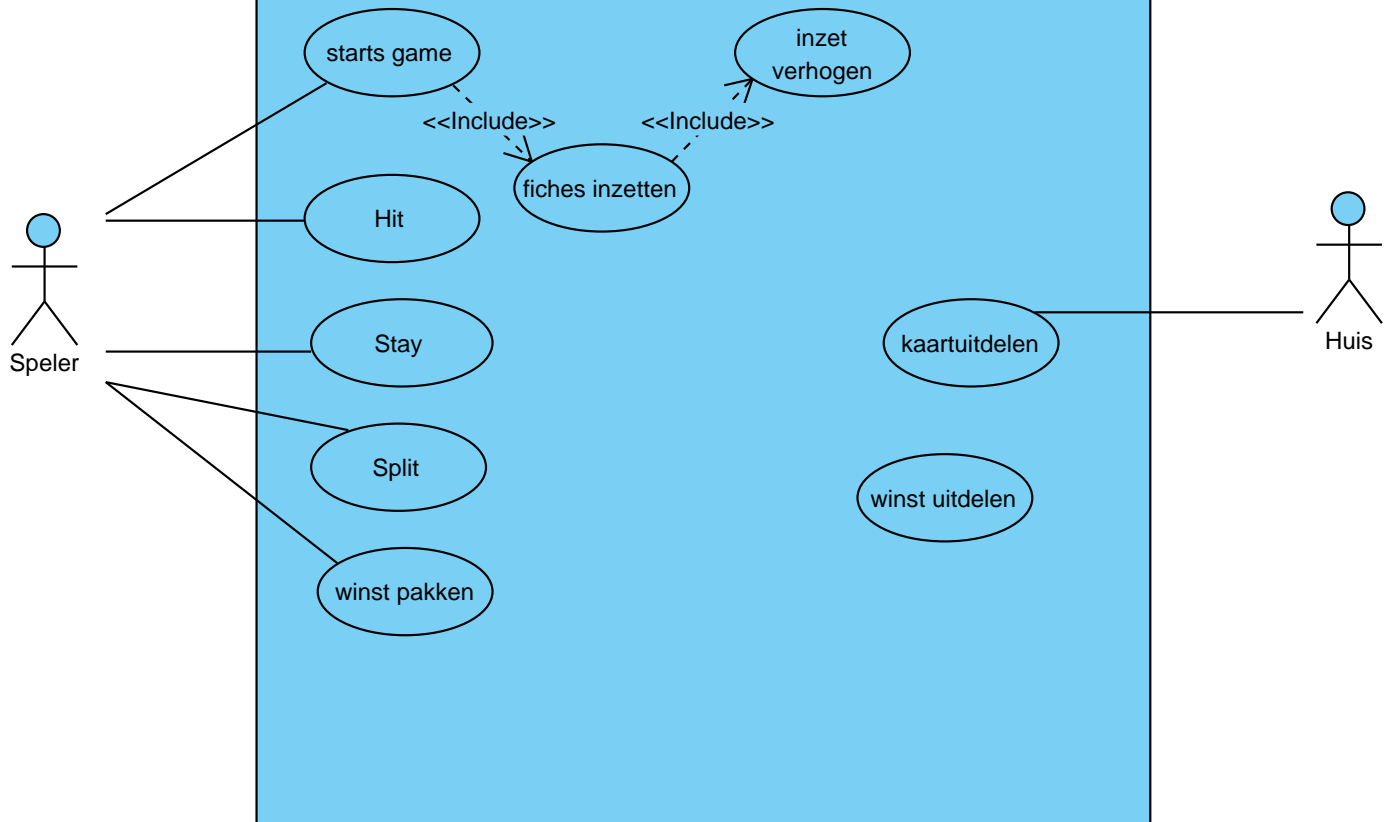 starts game
inzet
verhogen
<<Include>>
<<Include>>
fiches inzetten
Hit
Speler
Stay
kaartuitdelen
Huis
Split
winst uitdelen
winst pakken